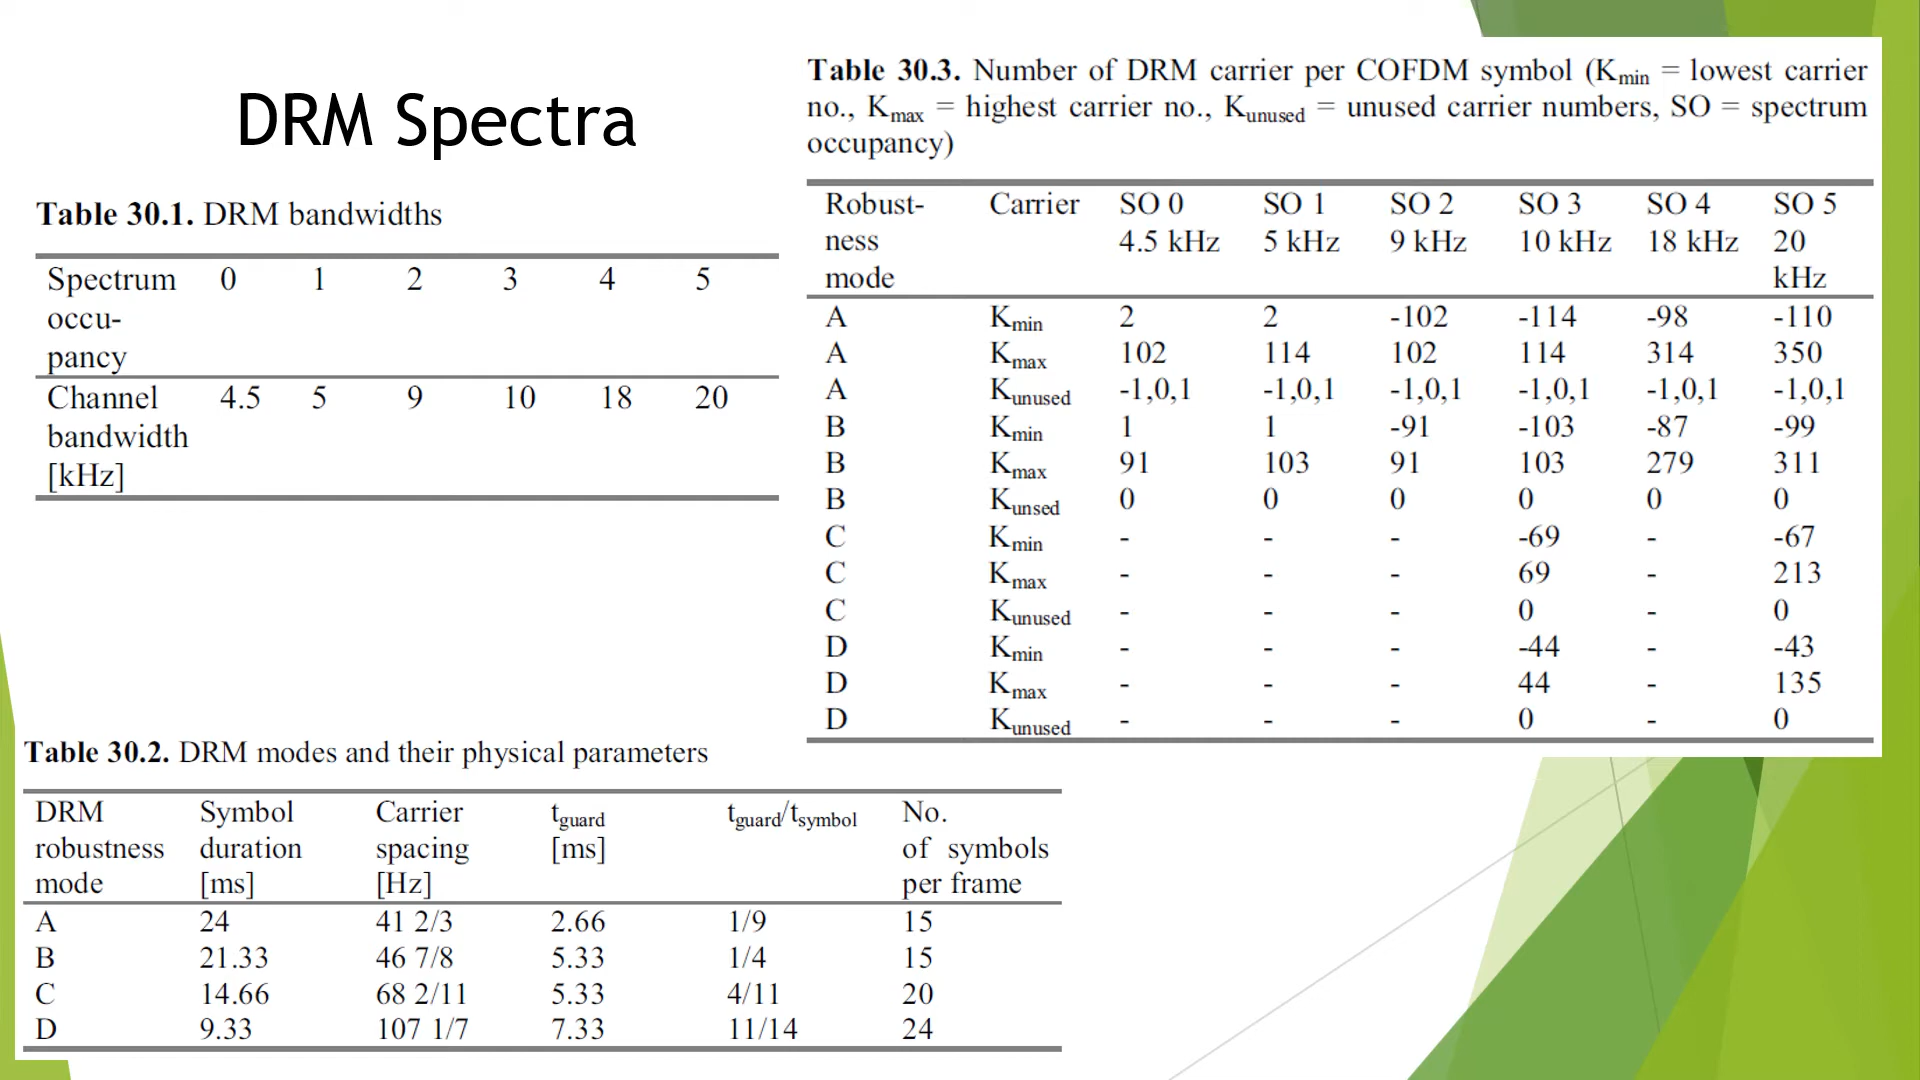 DRM Spectra
Table 30.1. DRM bandwidths
Spectrum 0 1 2 3 4 5
occu-
pancy
Channel 4.5 5 9 10 18 20
bandwidth
[kHz]
Table 30.3. Number of DRM carrier per COFDM symbol (Kmin = lowest carrier
no., Kmax = highest carrier no., Kunused = unused carrier numbers, SO = spectrum
occupancy)
Robust- Carrier SO 0 SO 1 SO 2 SO 3 SO 4 SO 5
ness 4.5 kHz 5 kHz 9 kHz 10 kHz 18 kHz 20
mode kHz
A Kmin 2 2 -102 -114 -98 -110
A Kmax 102 114 102 114 314 350
A Kunused -1,0,1 -1,0,1 -1,0,1 -1,0,1 -1,0,1 -1,0,1
B Kmin 1 1 -91 -103 -87 -99
B Kmax 91 103 91 103 279 311
B Kunsed 0 0 0 0 0 0
C Kmin - - - -69 - -67
C Kmax - - - 69 - 213
C Kunused - - - 0 - 0
D Kmin - - - -44 - -43
D Kmax - - - 44 - 135
D Kunused - - - 0 - 0
Table 30.2. DRM modes and their physical parameters
DRM Symbol Carrier tguard tguard/tsymbol No.
robustness duration spacing [ms] of symbols
mode [ms] [Hz] per frame
A 24 41 2/3 2.66 1/9 15
B 21.33 46 7/8 5.33 1/4 15
C 14.66 68 2/11 5.33 4/11 20
D 9.33 107 1/7 7.33 11/14 24